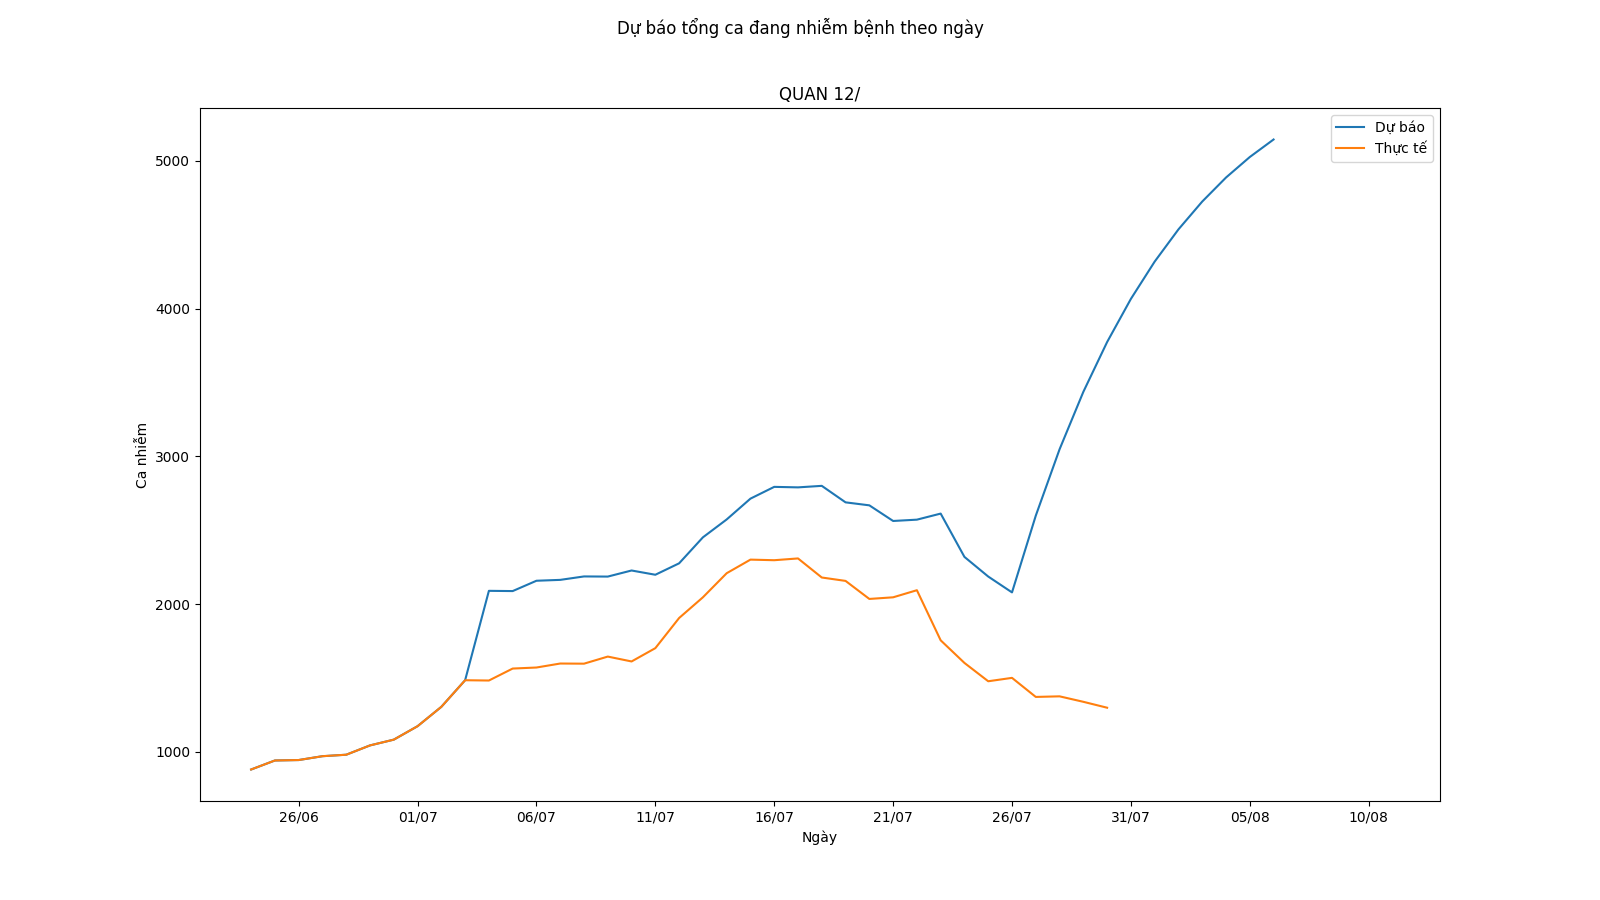 Dự báo tổng ca đang nhiễm bệnh theo ngày
QUAN 12/
Dự báo
Thực tế
5000
4000
3000
2000
1000
Ca nhiễm
26/06
01/07
06/07
11/07
16/07
21/07
26/07
31/07
05/08
10/08
Ngày